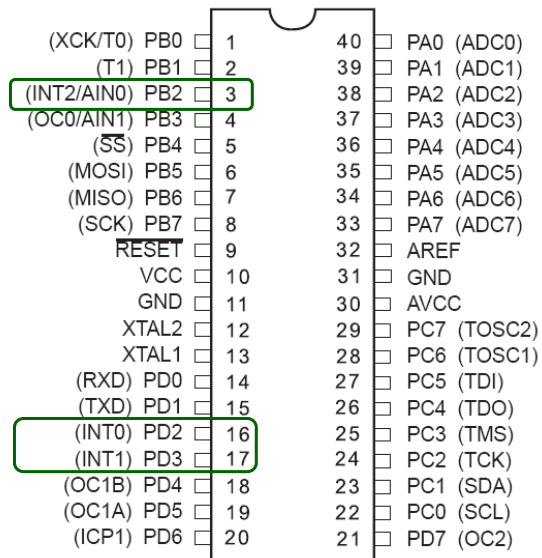 (XCK/T0) PB0 1 40 PA0 (ADC0)
(T1) PB1 2 39 PA1 (ADC1)
(INT2/AIN0) PB2 3 38 PA2 (ADC2)
(OC0/AIN1) PB3 4 37 PA3 (ADC3)
(SS) PB4 5 36 PA4 (ADC4)
(MOSI) PB5 6 35 PA5 (ADC5)
(MISO) PB6 7 34 PA6 (ADC6)
(SCK) PB7 8 33 PA7 (ADC7)
RESET 9 32 AREF
VCC 10 31 GND
GND 11 30 AVCC
XTAL2 12 29 PC7 (TOSC2)
XTAL1 13 28 PC6 (TOSC1)
(RXD) PD0 14 27 PC5 (TDI)
(TXD) PD1 15 26 PC4 (TDO)
(INT0) PD2 16 25 PC3 (TMS)
(INT1) PD3 17 24 PC2 (TCK)
(OC1B) PD4 18 23 PC1 (SDA)
(OC1A) PD5 19 22 PC0 (SCL)
(ICP1) PD6 20 21 PD7 (OC2)